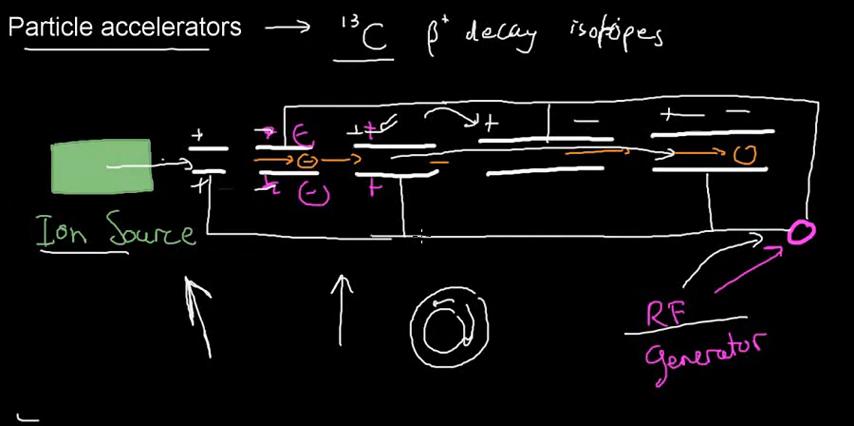 Particle accelerators → ¹³C β⁺ decay isotopes
+ - + + - + - -
+ + -
Ion Source
RF
Generator